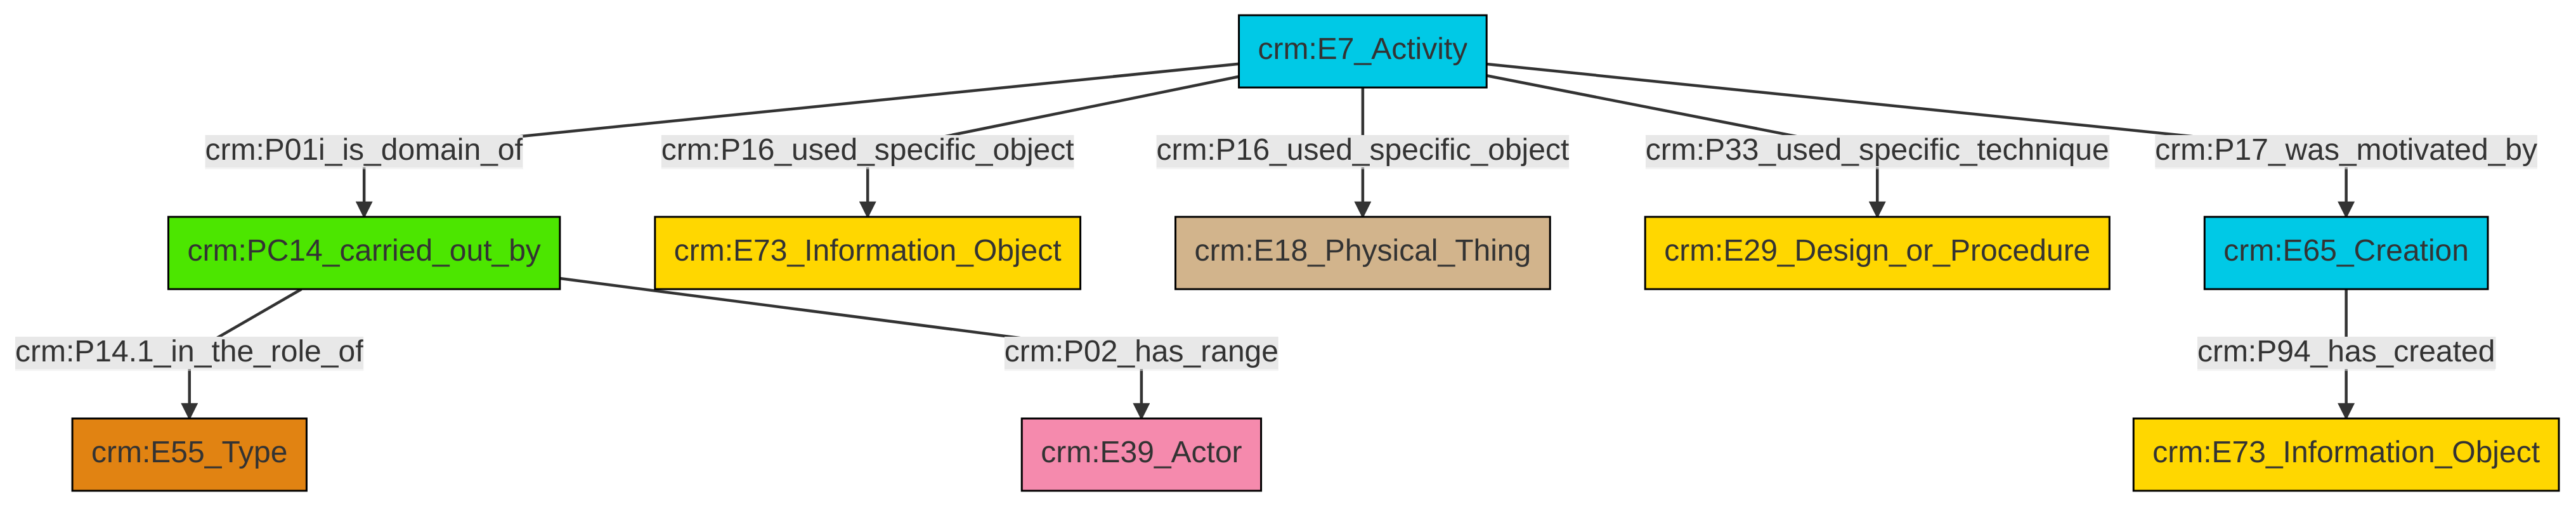 crm:E7_Activity
crm:P01i_is_domain_of
crm:P16_used_specific_object
crm:P16_used_specific_object
crm:P33_used_specific_technique
crm:P17_was_motivated_by
crm:PC14_carried_out_by
crm:E73_Information_Object
crm:E18_Physical_Thing
crm:E29_Design_or_Procedure
crm:E65_Creation
crm:P14.1_in_the_role_of
crm:P02_has_range
crm:P94_has_created
crm:E55_Type
crm:E39_Actor
crm:E73_Information_Object